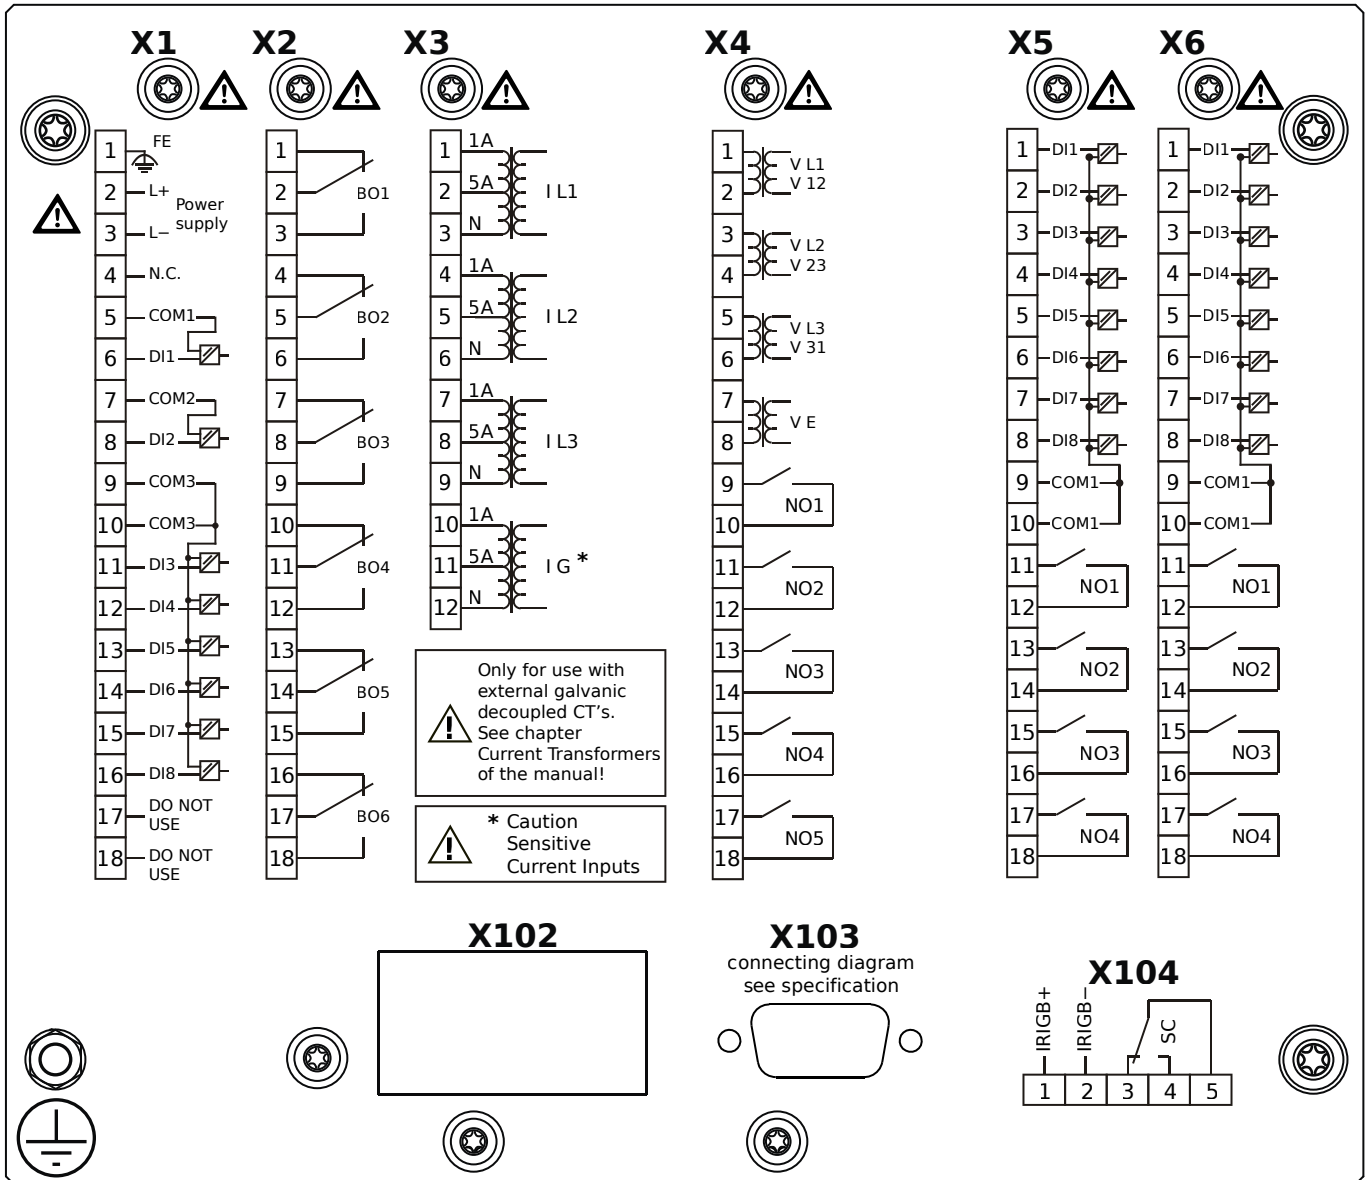 X1
1
FE
2
L+
Power
supply
3
L−
4
N.C.
5
COM1
6
DI1
7
COM2
8
DI2
9
COM3
10
COM3
11
DI3
12
DI4
13
DI5
14
DI6
15
DI7
16
DI8
17
DO NOT
USE
18
DO NOT
USE
X2
1
2
BO1
3
4
5
BO2
6
7
8
BO3
9
10
11
BO4
12
13
14
BO5
15
16
17
BO6
18
X3
1
1A
2
5A
I L1
3
N
4
1A
5
5A
I L2
6
N
7
1A
8
5A
I L3
9
N
10
1A
11
5A
I G *
12
N
Only for use with
external galvanic
decoupled CT's.
See chapter
Current Transformers
of the manual!
* Caution
Sensitive
Current Inputs
X4
1
V L1
V 12
2
3
V L2
V 23
4
5
V L3
V 31
6
7
V E
8
9
NO1
10
11
NO2
12
13
NO3
14
15
NO4
16
17
NO5
18
X5
1
DI1
2
DI2
3
DI3
4
DI4
5
DI5
6
DI6
7
DI7
8
DI8
9
COM1
10
COM1
11
NO1
12
13
NO2
14
15
NO3
16
17
NO4
18
X6
1
DI1
2
DI2
3
DI3
4
DI4
5
DI5
6
DI6
7
DI7
8
DI8
9
COM1
10
COM1
11
NO1
12
13
NO2
14
15
NO3
16
17
NO4
18
X102
X103
connecting diagram
see specification
X104
IRIGB+
IRIGB−
SC
1 2 3 4 5